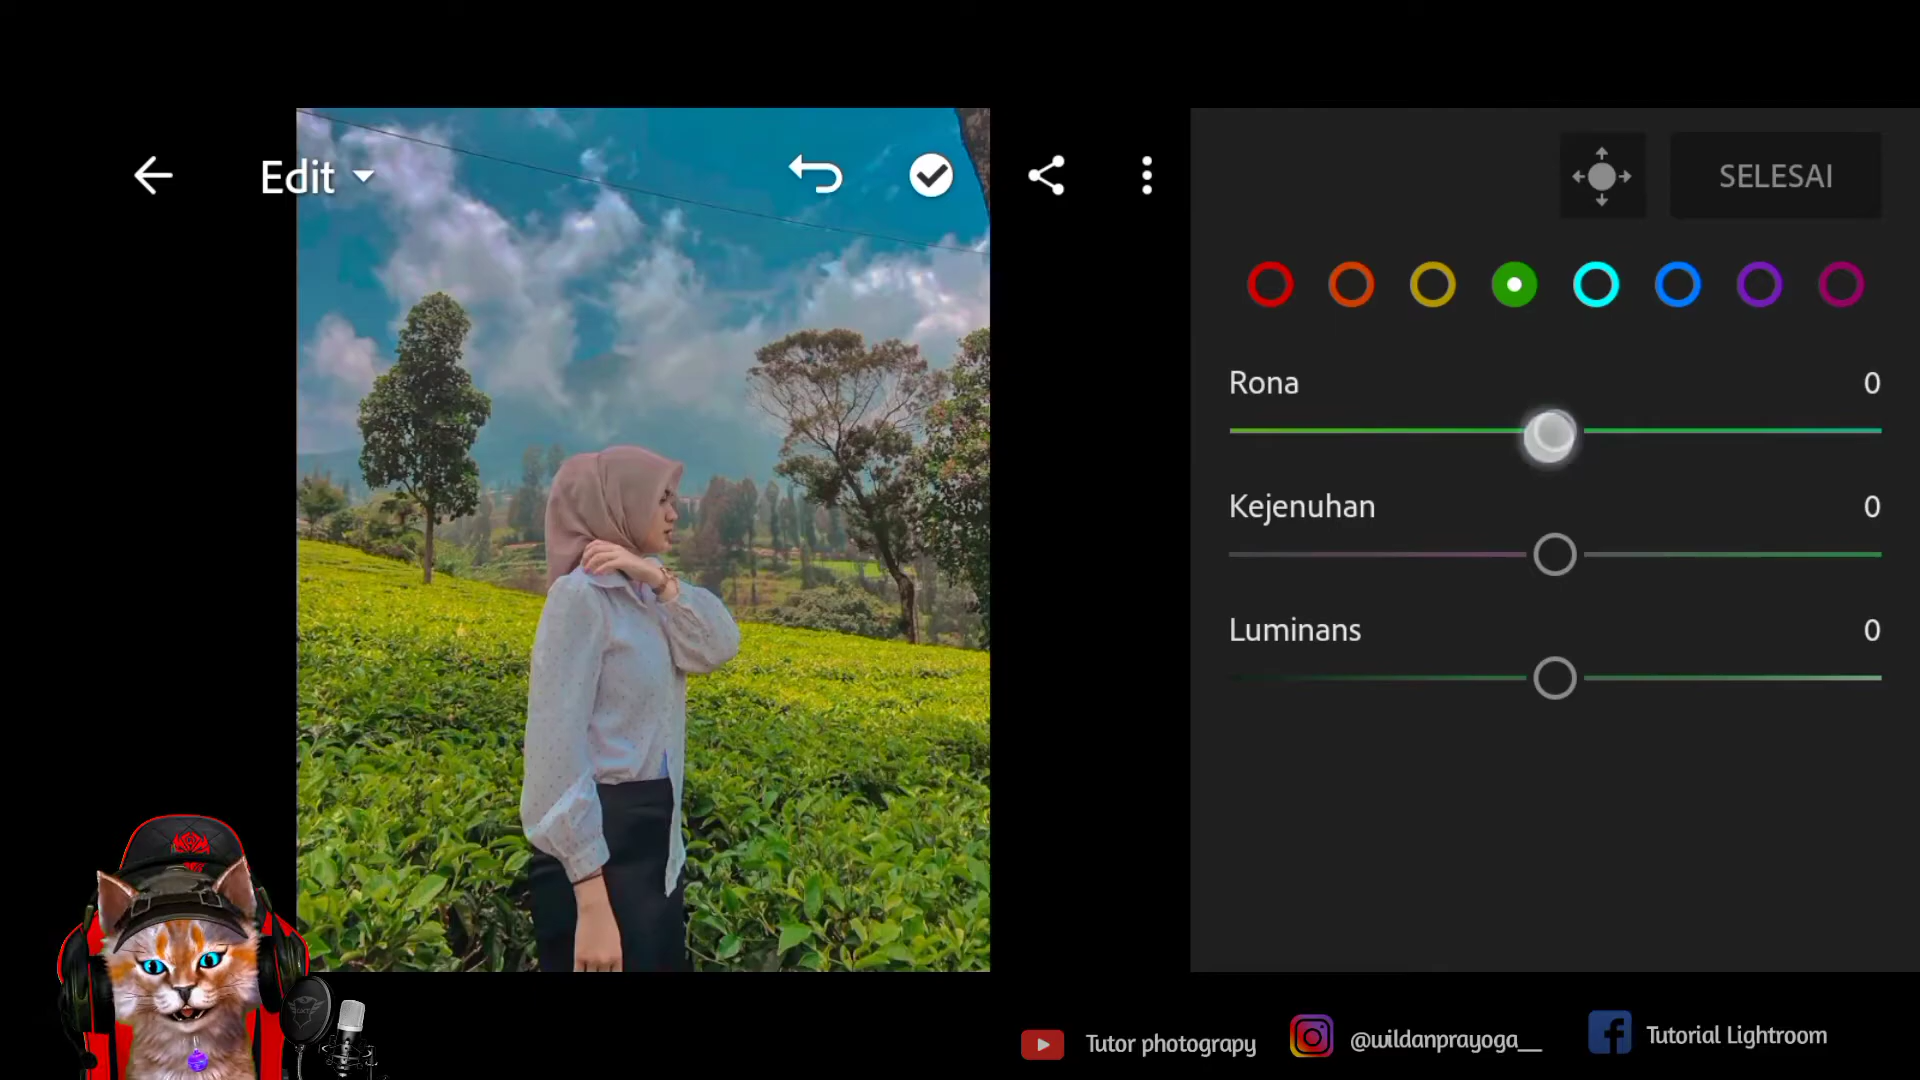 Edit
SELESAI
Rona 0
Kejenuhan 0
Luminans 0
Tutor photograpy
@wildanprayoga__
Tutorial Lightroom